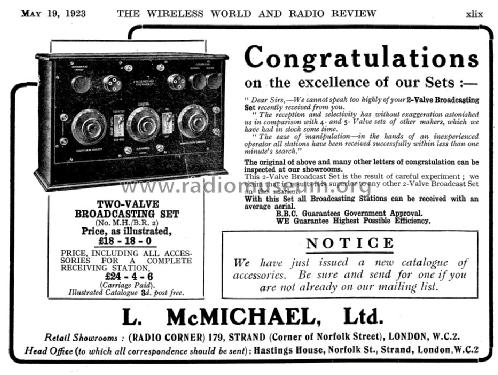 MAY 19, 1923 THE WIRELESS WORLD AND RADIO REVIEW xlix
Congratulations
on the excellence of our Sets :—
" Dear Sirs,—We cannot speak too highly of your 2-Valve Broadcasting
Set recently received from you.
" The reception and selectivity has without exaggeration astonished
us in comparison with 4- and 5- Valve sets of other makers, which we
have had in stock some time.
" The ease of manipulation—in the hands of an inexperienced
operator all stations have been received successfully within less than one
minute's search."
The original of above and many other letters of congratulation can be
inspected at our showrooms.
This 2-Valve Broadcast Set is the result of careful experiment ; we
superior to any other 2-Valve Broadcast Set
www.radiomuseum.org
With this Set all Broadcasting Stations can be received with an
average aerial.
B.B.C. Guarantees Government Approval.
WE Guarantee Highest Possible Efficiency.
TWO-VALVE
BROADCASTING SET
(No. M.H./B.R. 2)
Price, as illustrated,
£18 - 18 - 0
PRICE, INCLUDING ALL ACCES-
SORIES FOR A COMPLETE
RECEIVING STATION,
£24 - 4 - 6
(Carriage Paid).
Illustrated Catalogue 3d. post free.
NOTICE
We have just issued a new catalogue of
accessories. Be sure and send for one if you
are not already on our mailing list.
L. McMICHAEL, Ltd.
Retail Showrooms : (RADIO CORNER) 179, STRAND (Corner of Norfolk Street), LONDON, W.C.2.
Head Office (to which all correspondence should be sent) : Hastings House, Norfolk St., Strand, London, W.C.2